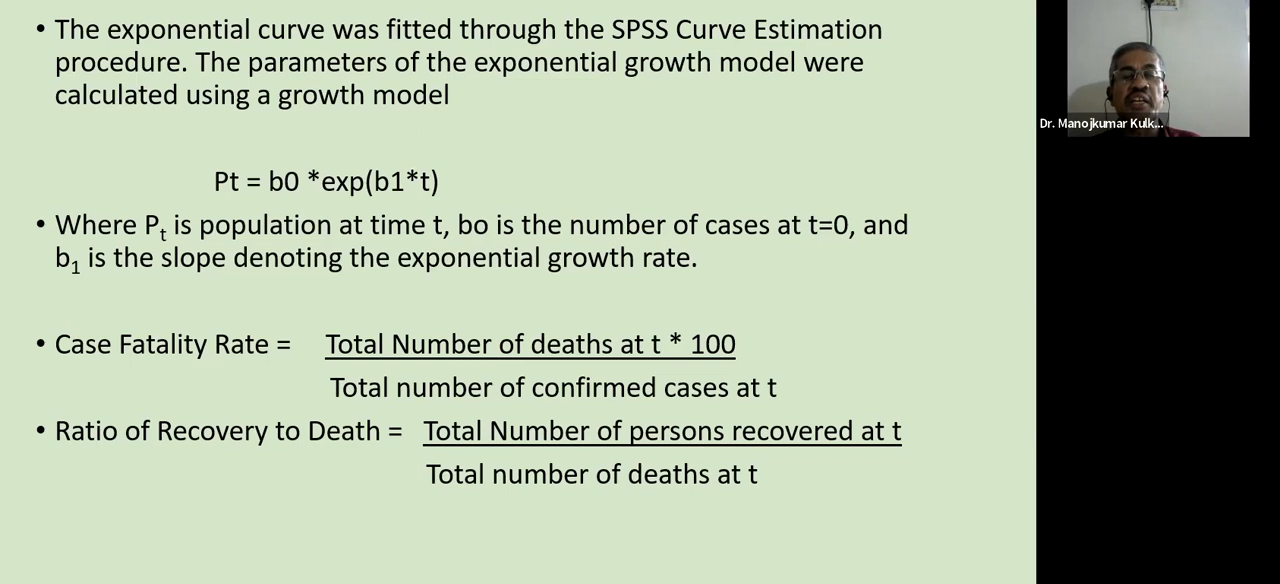 • The exponential curve was fitted through the SPSS Curve Estimation
procedure. The parameters of the exponential growth model were
calculated using a growth model
Pt = b0 *exp(b1*t)
• Where Pt is population at time t, bo is the number of cases at t=0, and
b1 is the slope denoting the exponential growth rate.
• Case Fatality Rate = Total Number of deaths at t * 100
Total number of confirmed cases at t
• Ratio of Recovery to Death = Total Number of persons recovered at t
Total number of deaths at t
Dr. Manojkumar Kulk...